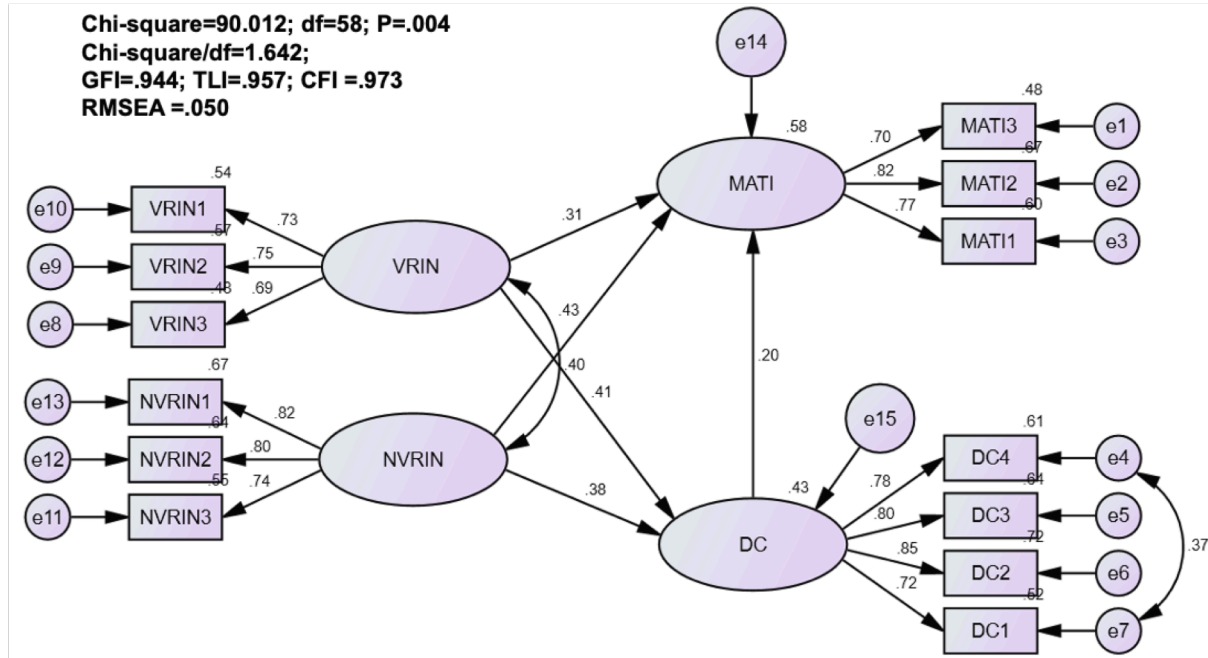 Chi-square=90.012; df=58; P=.004
Chi-square/df=1.642;
GFI=.944; TLI=.957; CFI =.973
RMSEA =.050
e14
.58
MATI
.48
MATI3
e1
.70
.67
MATI2
e2
.82
.60
MATI1
e3
.77
.54
e10
VRIN1
.73
.57
e9
VRIN2
.75
.48
e8
VRIN3
.69
VRIN
.31
.43
.40
.41
.20
.67
e13
NVRIN1
.82
.64
e12
NVRIN2
.80
.55
e11
NVRIN3
.74
NVRIN
.38
e15
.43
DC
.61
DC4
e4
.78
.64
DC3
e5
.80
.72
DC2
e6
.85
.52
DC1
e7
.72
.37